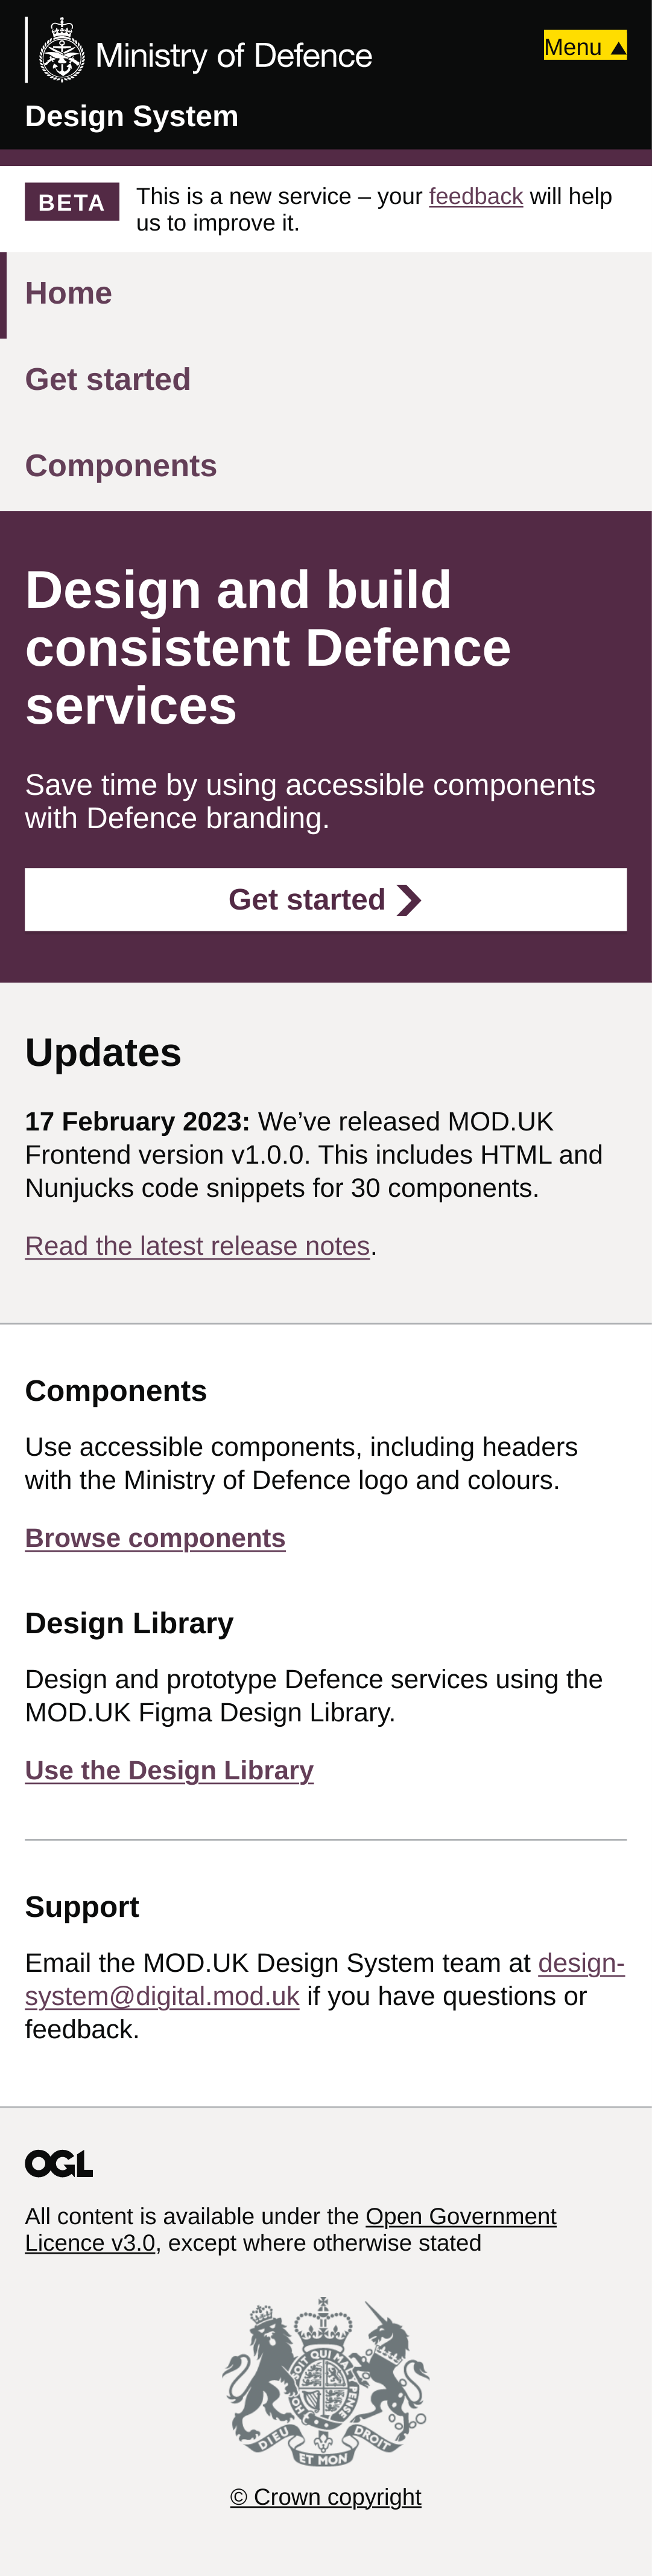 Ministry of Defence
Menu ▲
Design System
BETA
This is a new service – your feedback will help
us to improve it.
Home
Get started
Components
Design and build
consistent Defence
services
Save time by using accessible components
with Defence branding.
Get started
Updates
17 February 2023: We’ve released MOD.UK
Frontend version v1.0.0. This includes HTML and
Nunjucks code snippets for 30 components.
Read the latest release notes.
Components
Use accessible components, including headers
with the Ministry of Defence logo and colours.
Browse components
Design Library
Design and prototype Defence services using the
MOD.UK Figma Design Library.
Use the Design Library
Support
Email the MOD.UK Design System team at design-
system@digital.mod.uk if you have questions or
feedback.
OGL
All content is available under the Open Government
Licence v3.0, except where otherwise stated
DIEU ET MON DROIT
© Crown copyright